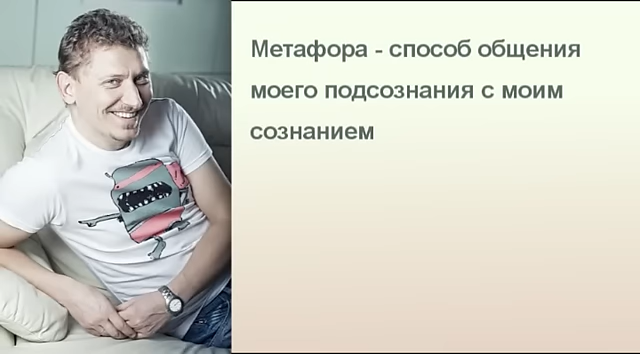 Метафора - способ общения
моего подсознания с моим
сознанием